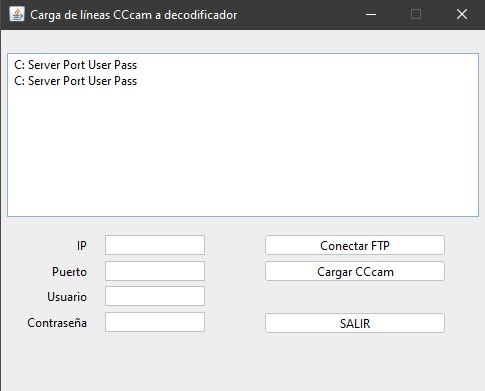 Carga de líneas CCcam a decodificador
C: Server Port User Pass
C: Server Port User Pass
IP
Conectar FTP
Puerto
Cargar CCcam
Usuario
Contraseña
SALIR